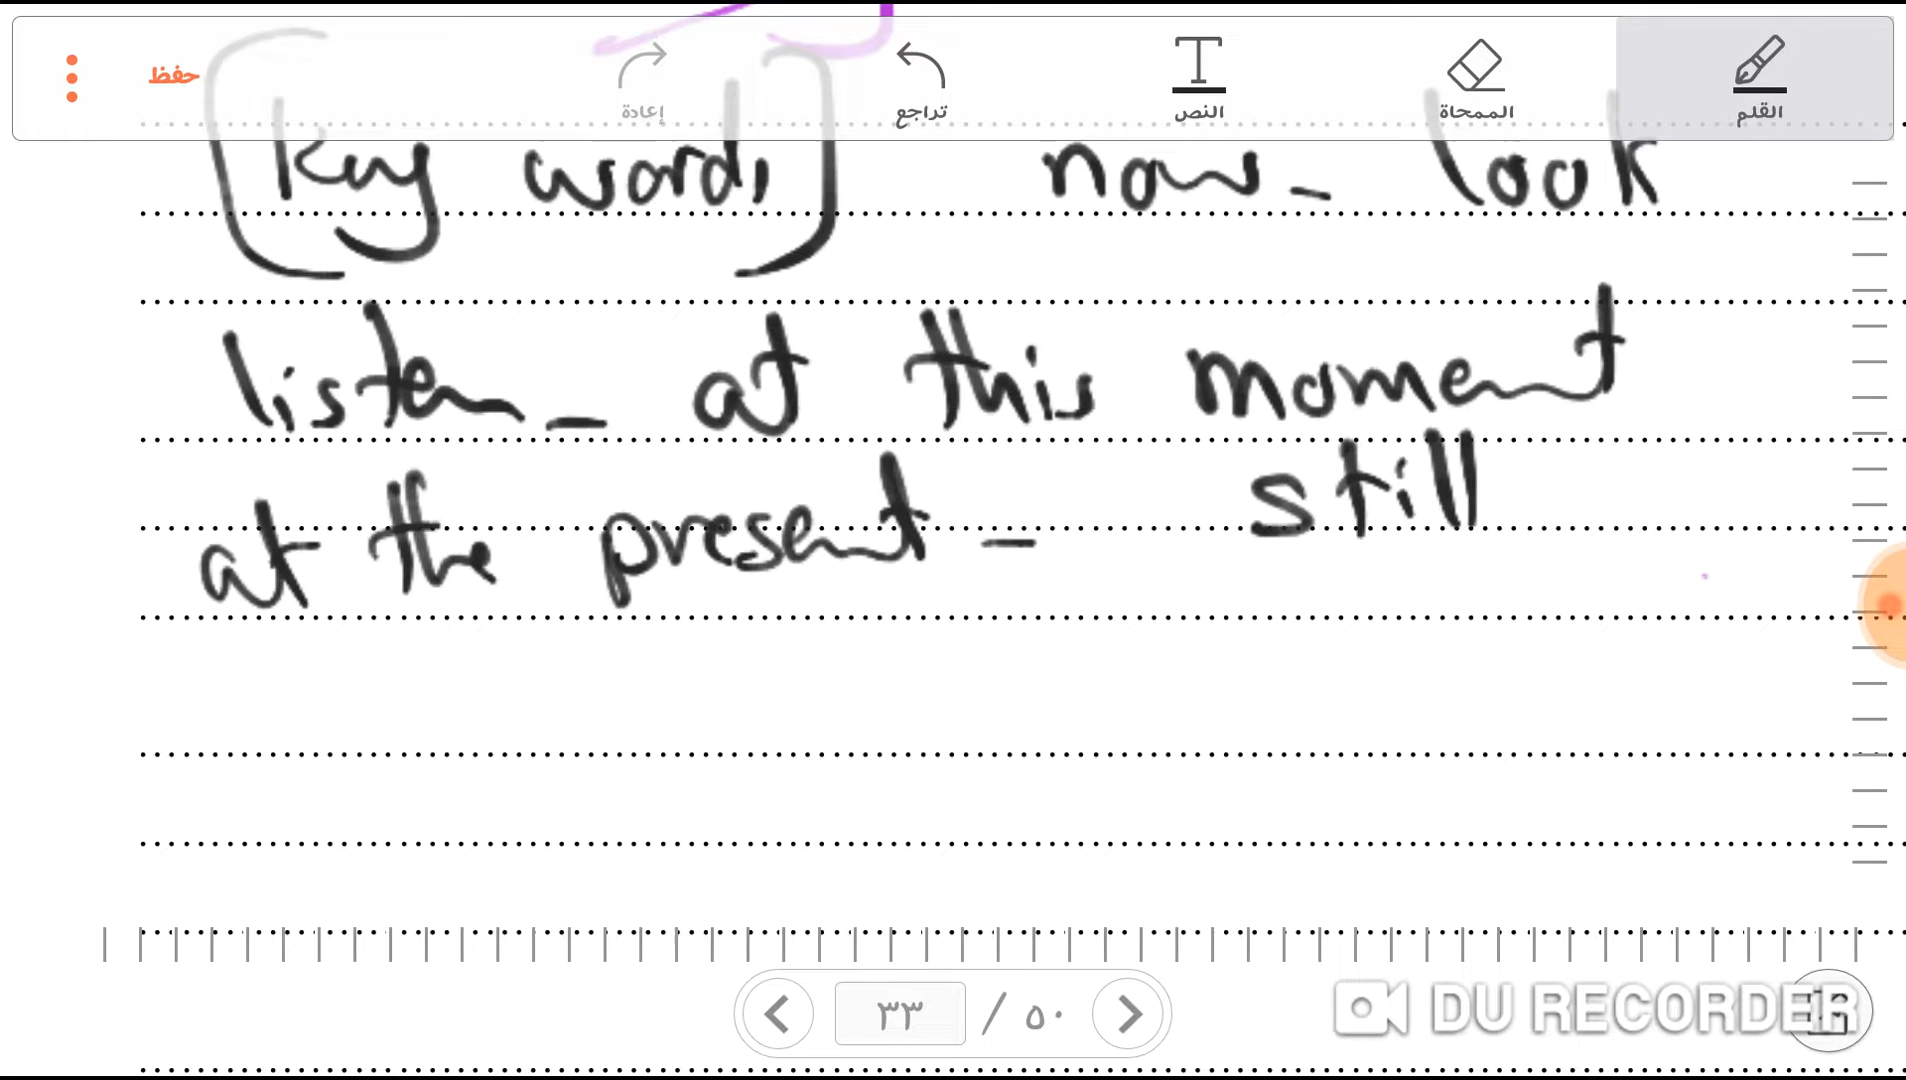 حفظ إعادة تراجع النص الممحاة القلم
[key words] now - look
listen - at this moment
at the present - still
٣٣ / ٥٠
DU RECORDER